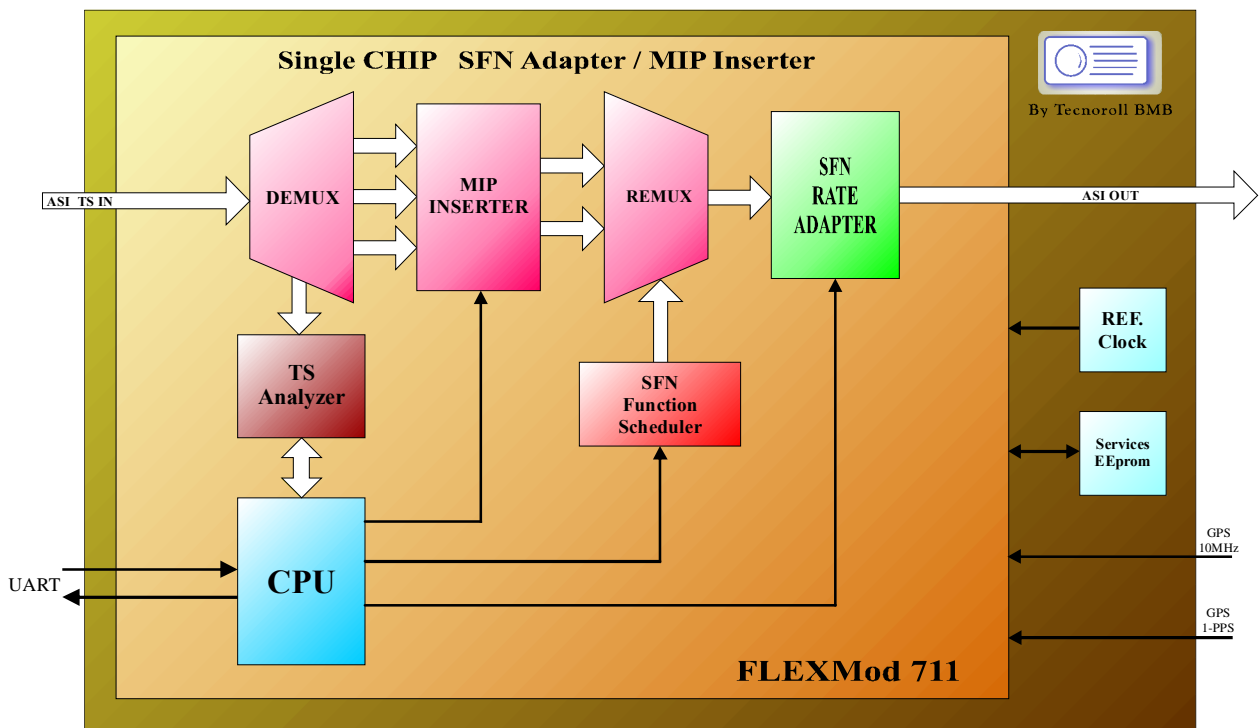 Single CHIP SFN Adapter / MIP Inserter
By Tecnoroll BMB
ASI TS IN
DEMUX
MIP
INSERTER
REMUX
SFN
RATE
ADAPTER
ASI OUT
REF.
Clock
TS
Analyzer
SFN
Function
Scheduler
Services
EEprom
GPS
10MHz
UART
CPU
GPS
1-PPS
FLEXMod 711